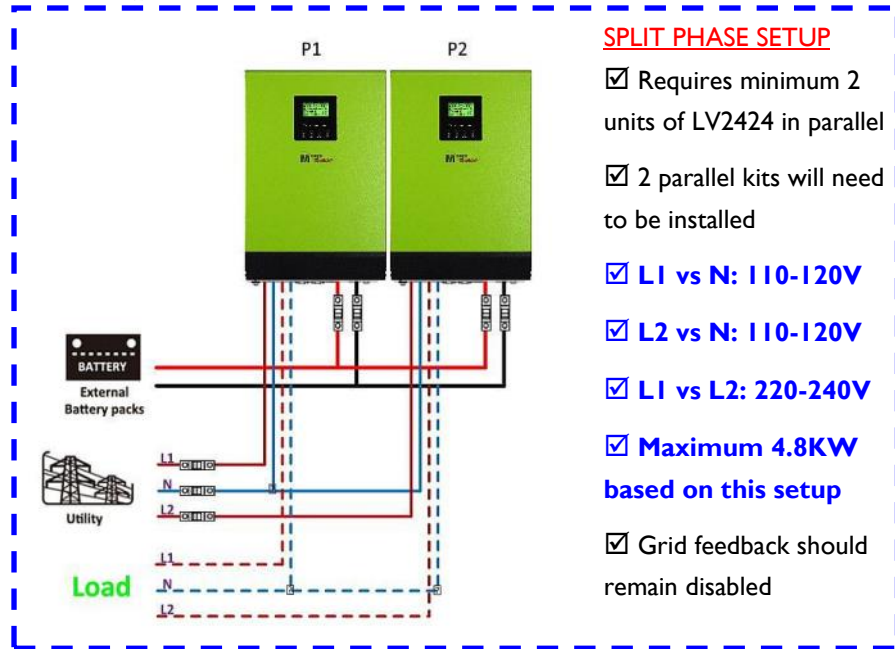 P1
P2
BATTERY
External
Battery packs
L1
N
L2
Utility
L1
N
L2
Load
SPLIT PHASE SETUP
☑ Requires minimum 2
units of LV2424 in parallel
☑ 2 parallel kits will need
to be installed
☑ L1 vs N: 110-120V
☑ L2 vs N: 110-120V
☑ L1 vs L2: 220-240V
☑ Maximum 4.8KW
based on this setup
☑ Grid feedback should
remain disabled